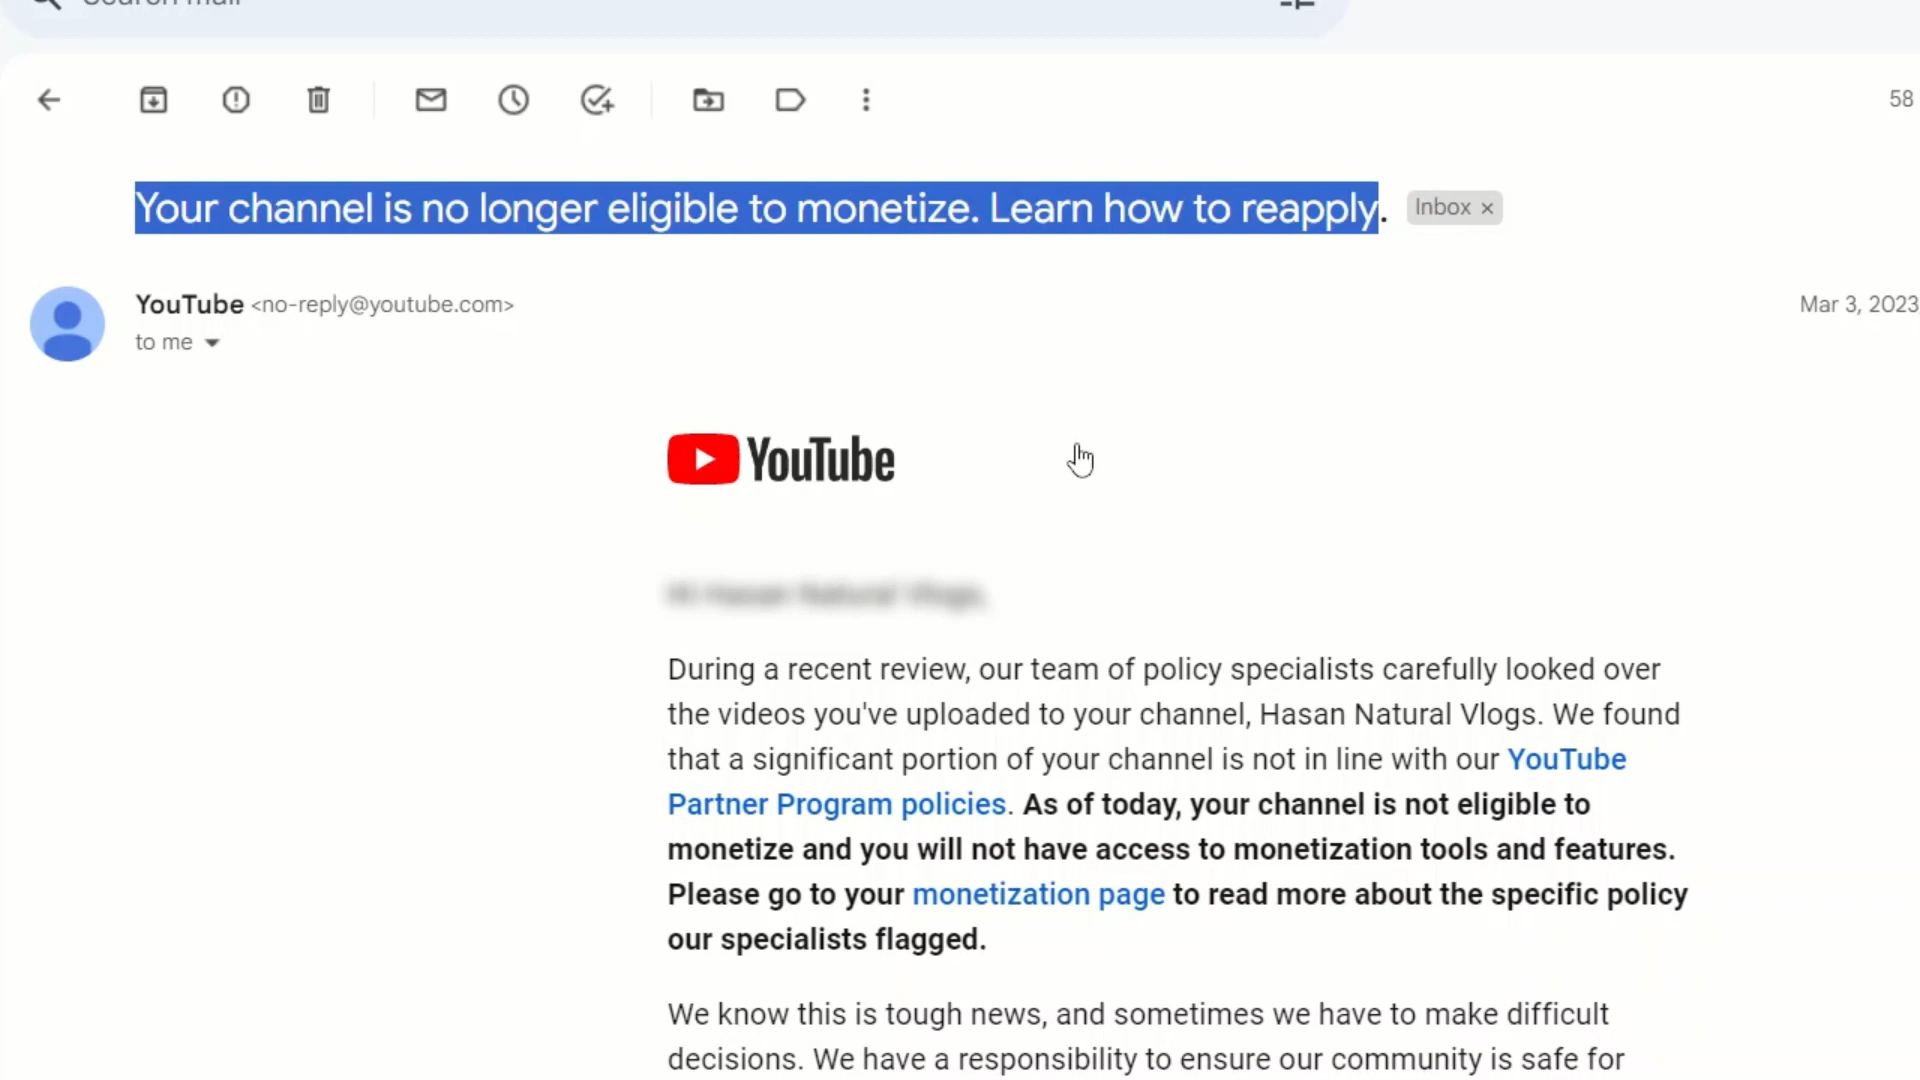 58
Your channel is no longer eligible to monetize. Learn how to reapply. Inbox ×
YouTube <no-reply@youtube.com> Mar 3, 2023,
to me
YouTube
During a recent review, our team of policy specialists carefully looked over
the videos you've uploaded to your channel, Hasan Natural Vlogs. We found
that a significant portion of your channel is not in line with our YouTube
Partner Program policies. As of today, your channel is not eligible to
monetize and you will not have access to monetization tools and features.
Please go to your monetization page to read more about the specific policy
our specialists flagged.
We know this is tough news, and sometimes we have to make difficult
decisions. We have a responsibility to ensure our community is safe for